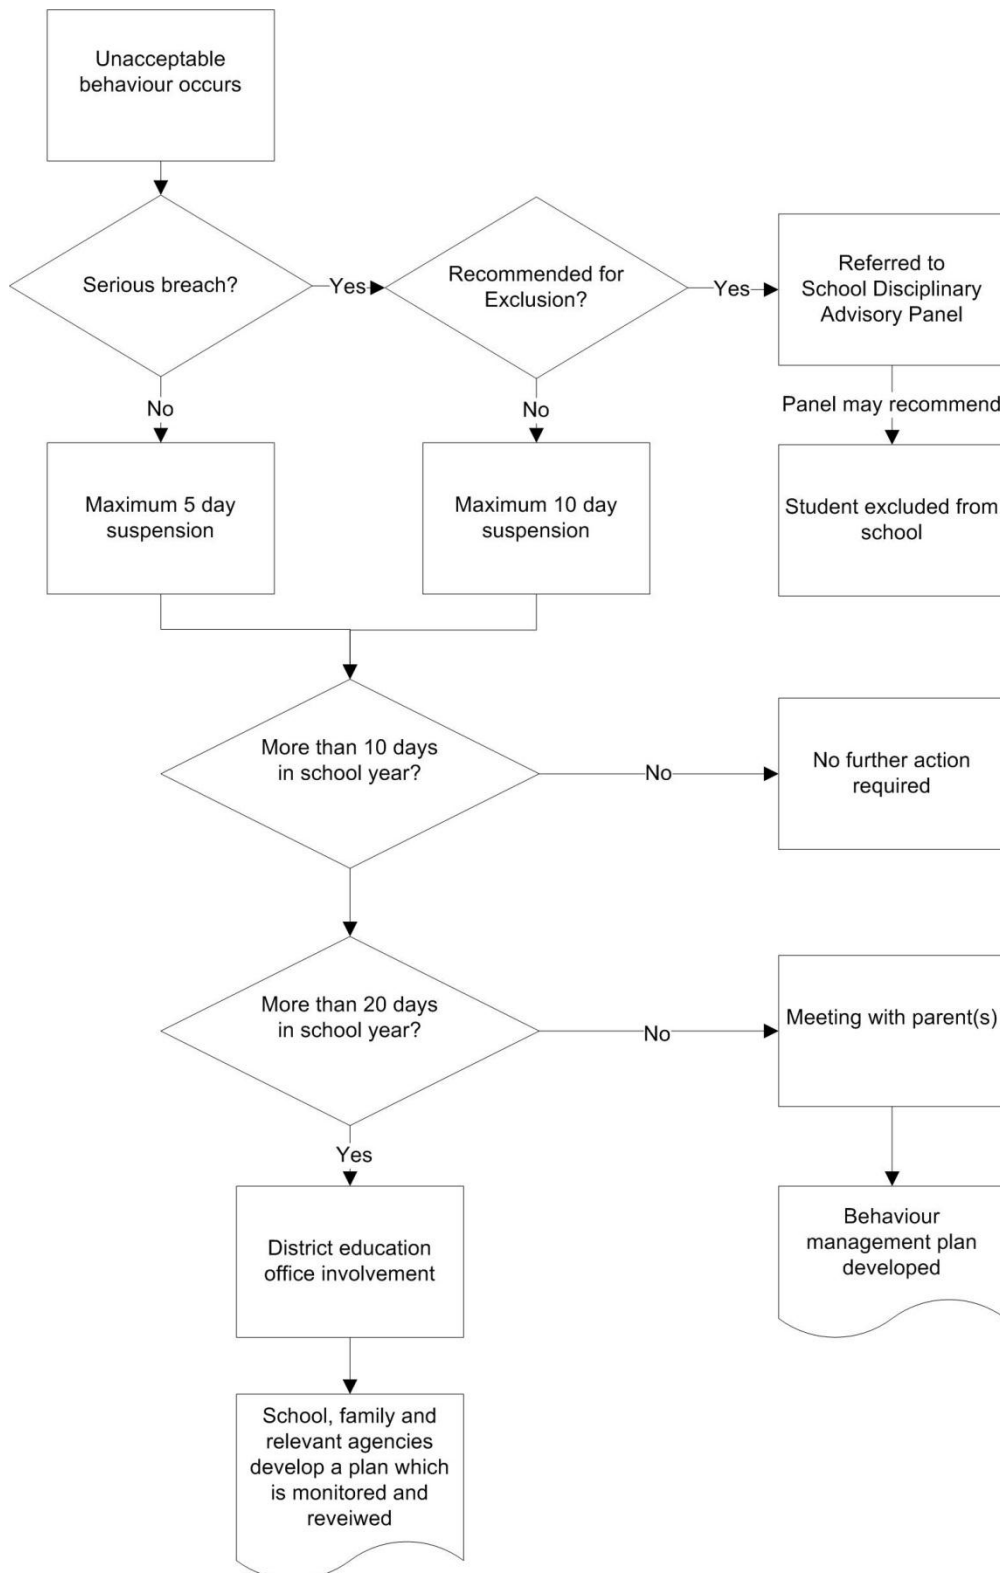 Unacceptable
behaviour occurs
Serious breach?
Yes
Recommended for
Exclusion?
Yes
Referred to
School Disciplinary
Advisory Panel
No
No
Panel may recommend
Maximum 5 day
suspension
Maximum 10 day
suspension
Student excluded from
school
More than 10 days
in school year?
No
No further action
required
More than 20 days
in school year?
No
Meeting with parent(s)
Yes
District education
office involvement
Behaviour
management plan
developed
School, family and
relevant agencies
develop a plan which
is monitored and
reveiwed